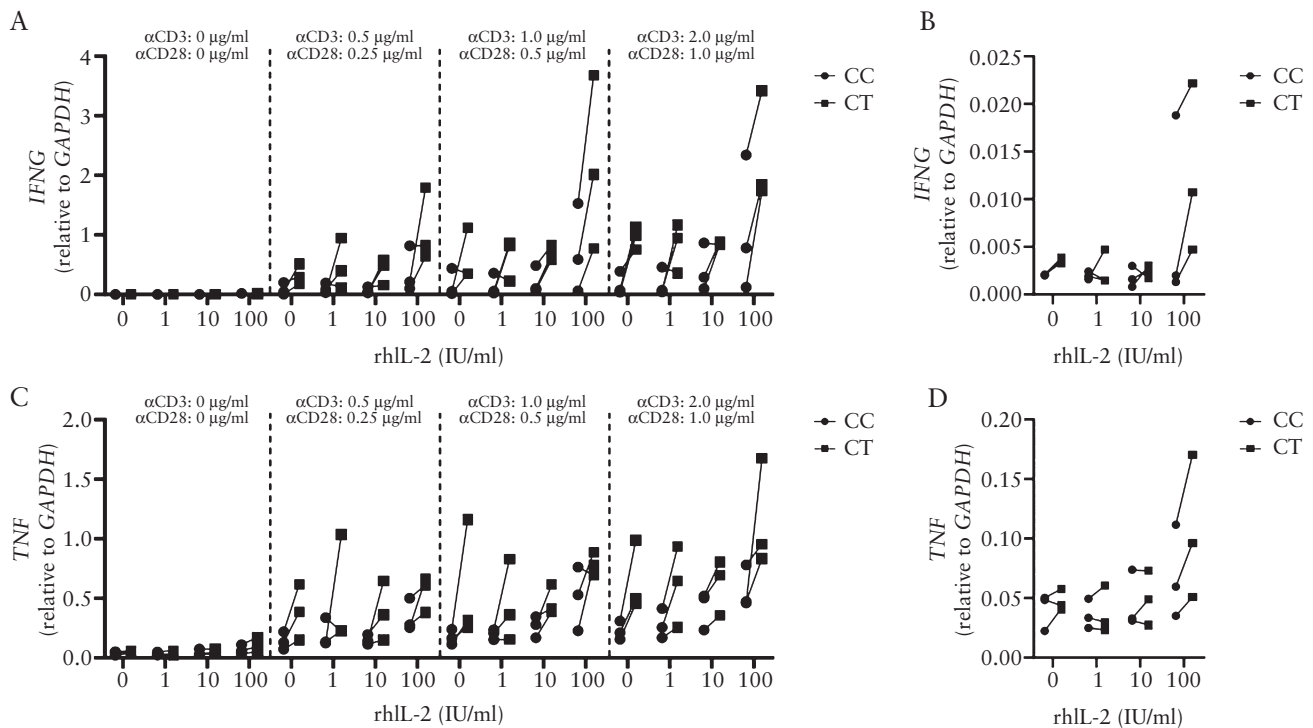 A
αCD3: 0 µg/ml
αCD28: 0 µg/ml
αCD3: 0.5 µg/ml
αCD28: 0.25 µg/ml
αCD3: 1.0 µg/ml
αCD28: 0.5 µg/ml
αCD3: 2.0 µg/ml
αCD28: 1.0 µg/ml
IFNG
(relative to GAPDH)
4
3
2
1
0
0 1 10 100 0 1 10 100 0 1 10 100 0 1 10 100
rhlL-2 (IU/ml)
CC
CT
B
IFNG
(relative to GAPDH)
0.025
0.020
0.015
0.010
0.005
0.000
0 1 10 100
rhlL-2 (IU/ml)
CC
CT
C
αCD3: 0 µg/ml
αCD28: 0 µg/ml
αCD3: 0.5 µg/ml
αCD28: 0.25 µg/ml
αCD3: 1.0 µg/ml
αCD28: 0.5 µg/ml
αCD3: 2.0 µg/ml
αCD28: 1.0 µg/ml
TNF
(relative to GAPDH)
2.0
1.5
1.0
0.5
0.0
0 1 10 100 0 1 10 100 0 1 10 100 0 1 10 100
rhlL-2 (IU/ml)
CC
CT
D
TNF
(relative to GAPDH)
0.20
0.15
0.10
0.05
0.00
0 1 10 100
rhlL-2 (IU/ml)
CC
CT